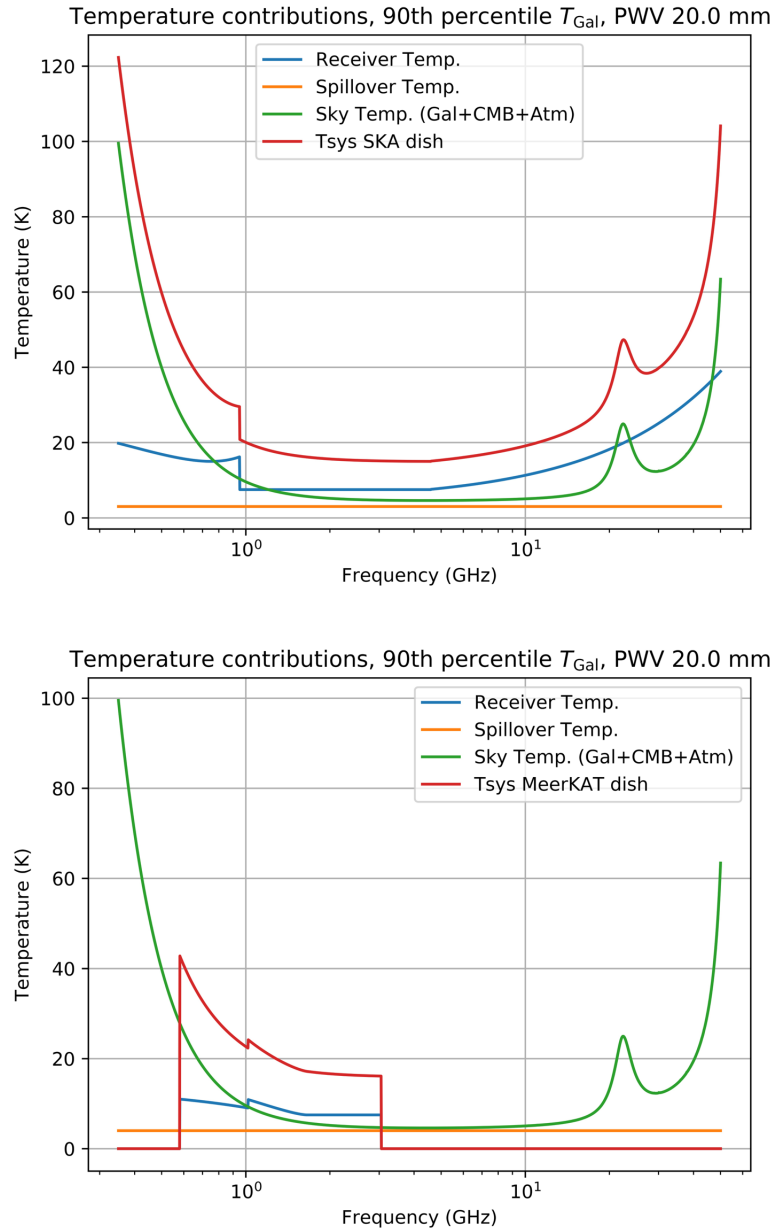 Temperature contributions, 90th percentile T_Gal, PWV 20.0 mm
Receiver Temp.
Spillover Temp.
Sky Temp. (Gal+CMB+Atm)
Tsys SKA dish
120
100
80
60
40
20
0
Temperature (K)
10^0
10^1
Frequency (GHz)
Temperature contributions, 90th percentile T_Gal, PWV 20.0 mm
Receiver Temp.
Spillover Temp.
Sky Temp. (Gal+CMB+Atm)
Tsys MeerKAT dish
100
80
60
40
20
0
Temperature (K)
10^0
10^1
Frequency (GHz)